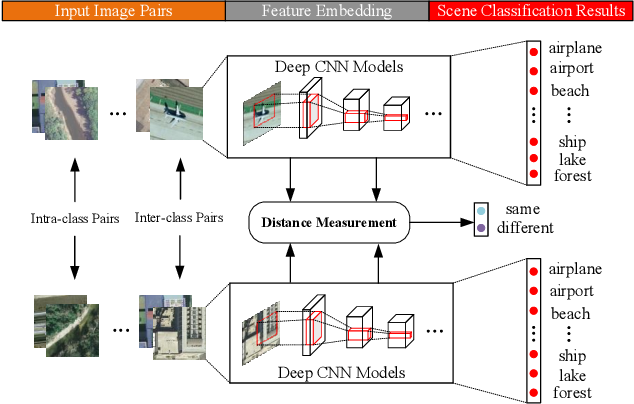 Input Image Pairs
Feature Embedding
Scene Classification Results
Deep CNN Models
airplane
airport
beach
ship
lake
forest
Intra-class Pairs
Inter-class Pairs
Distance Measurement
same
different
Deep CNN Models
airplane
airport
beach
ship
lake
forest